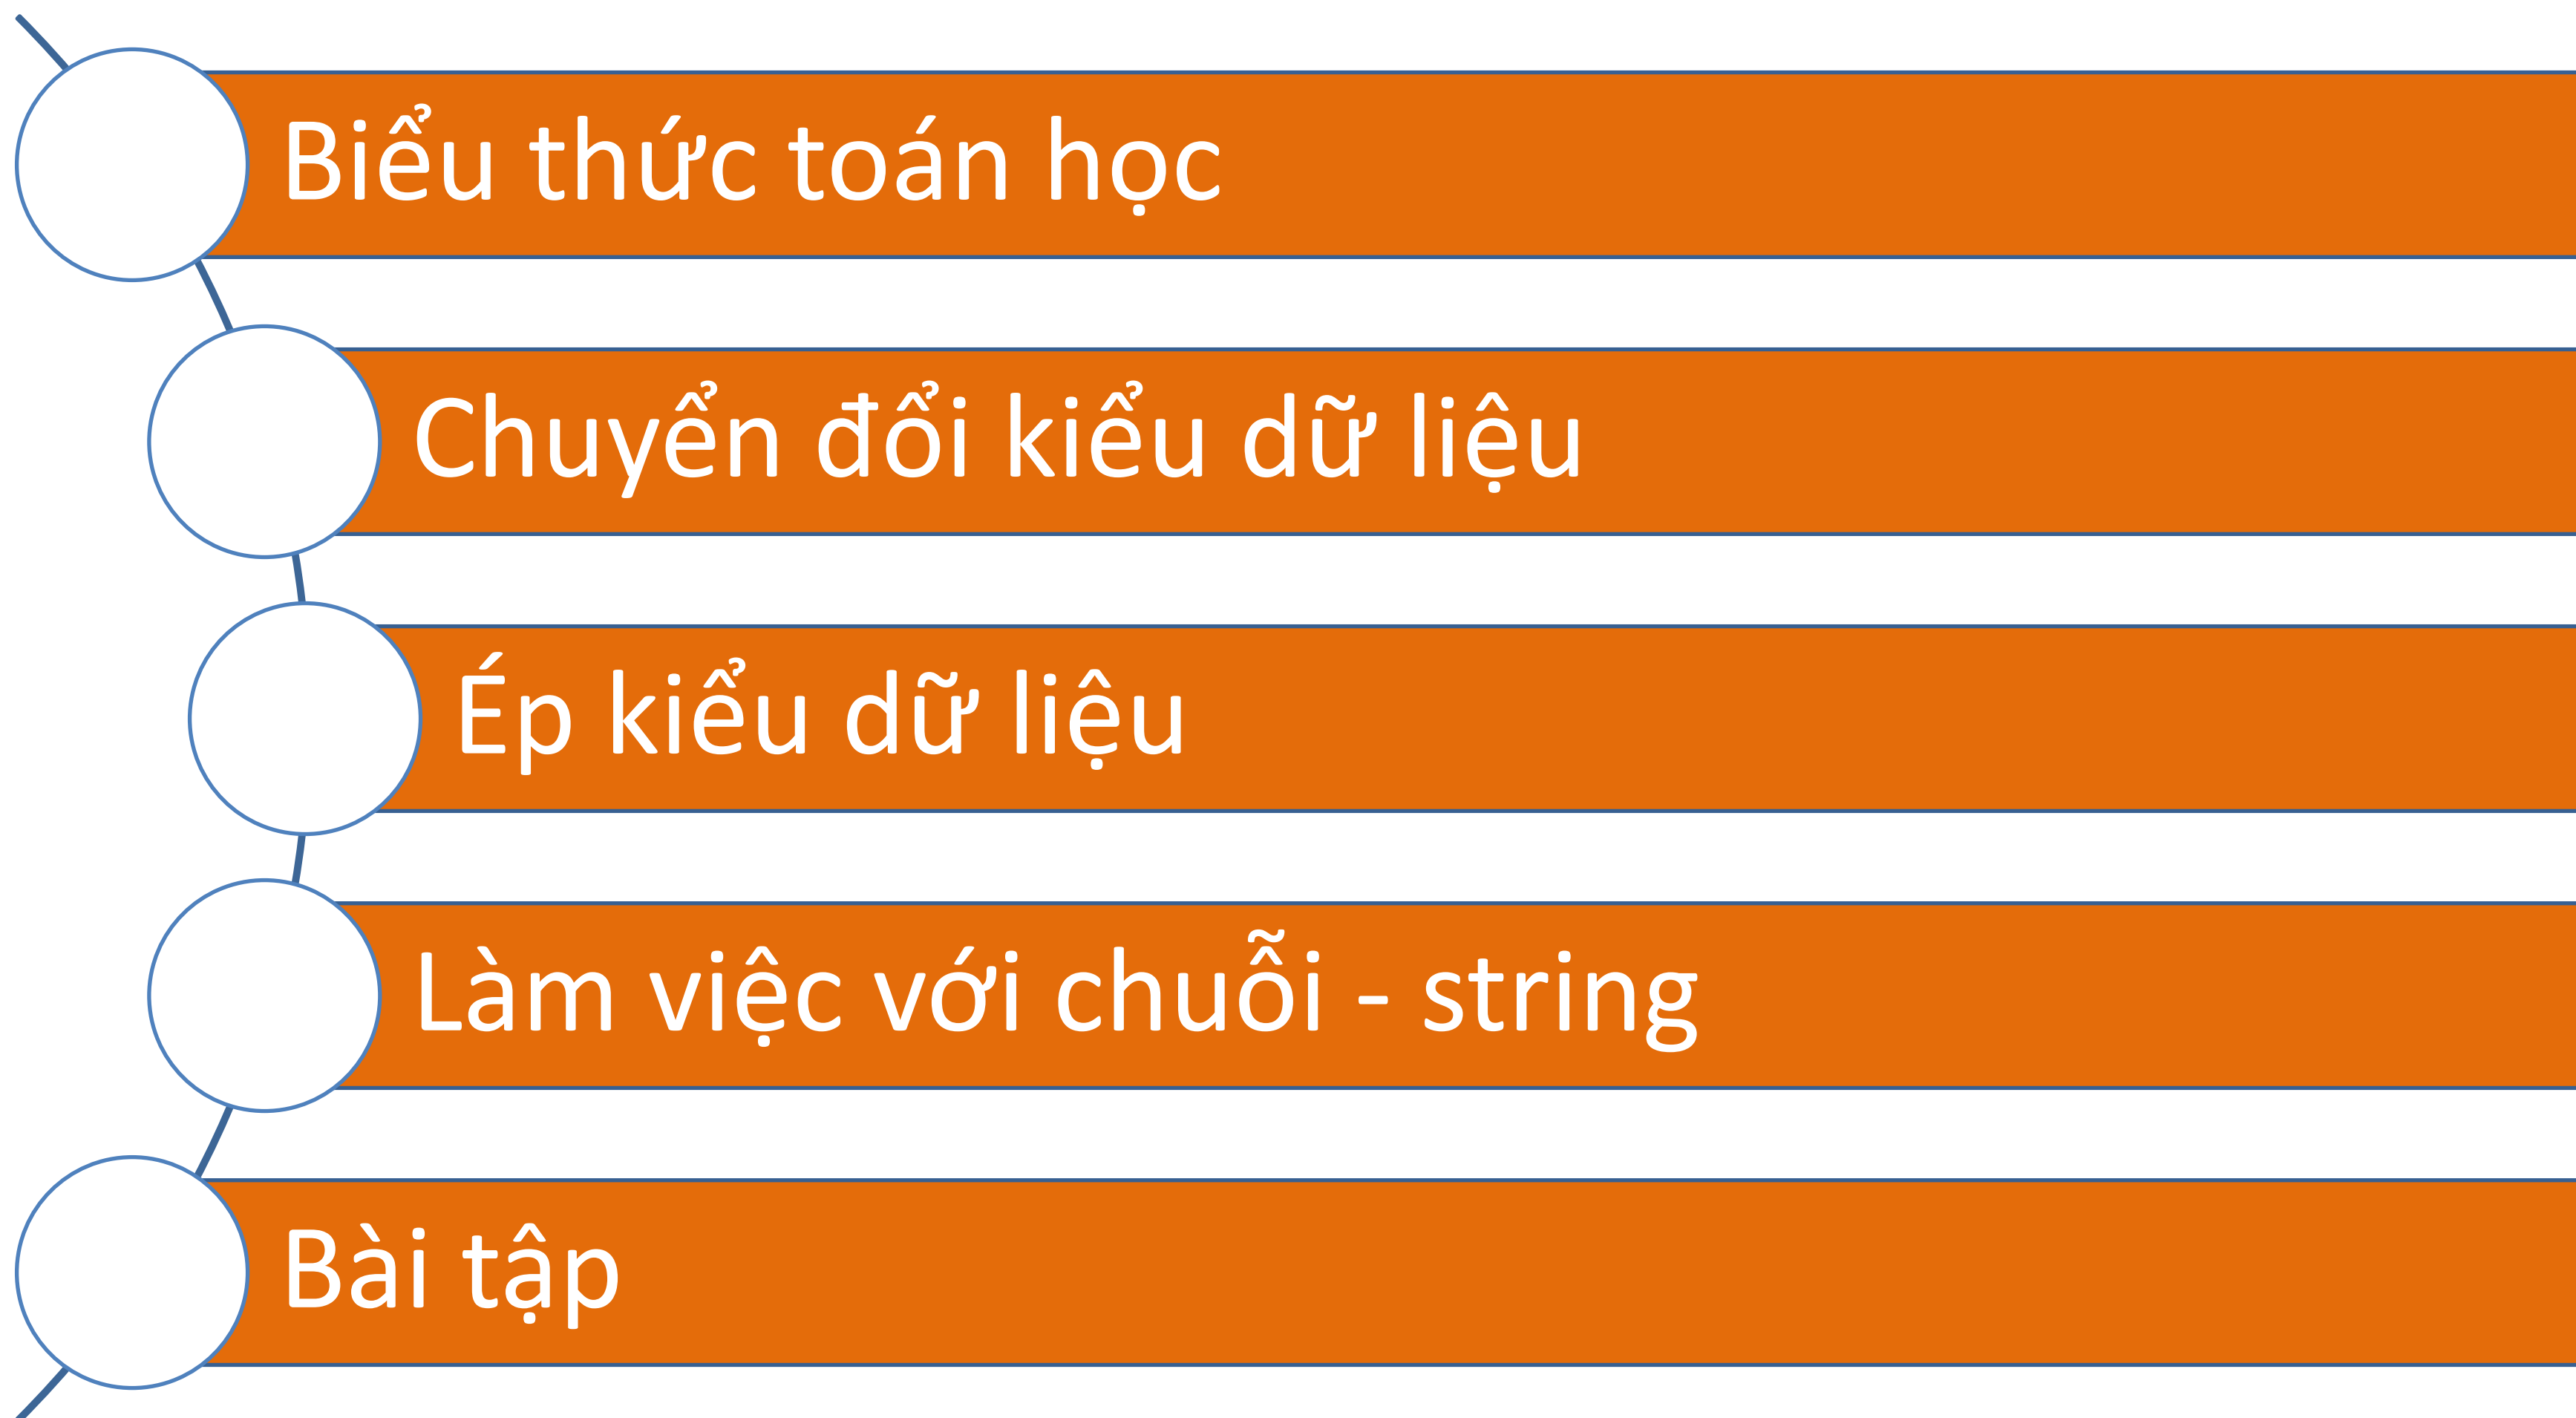 Biểu thức toán học
Chuyển đổi kiểu dữ liệu
Ép kiểu dữ liệu
Làm việc với chuỗi - string
Bài tập